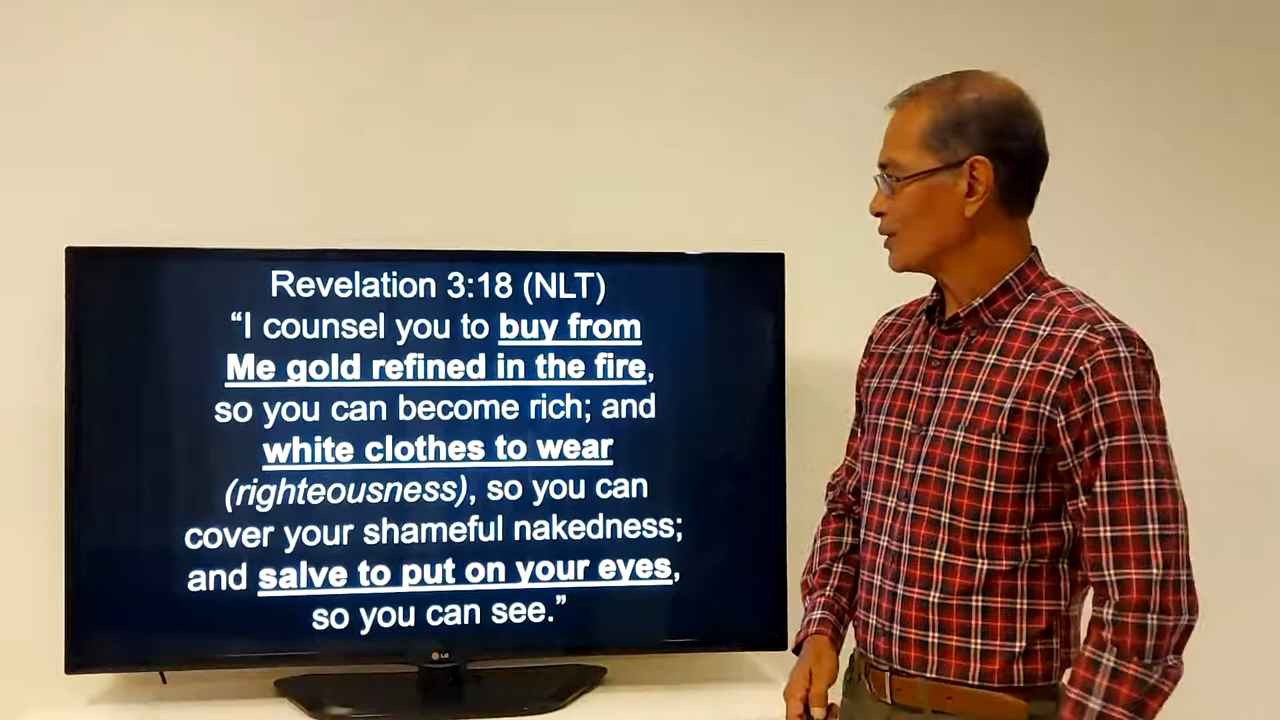 Revelation 3:18 (NLT)
“I counsel you to buy from
Me gold refined in the fire,
so you can become rich; and
white clothes to wear
(righteousness), so you can
cover your shameful nakedness;
and salve to put on your eyes,
so you can see.”
LG